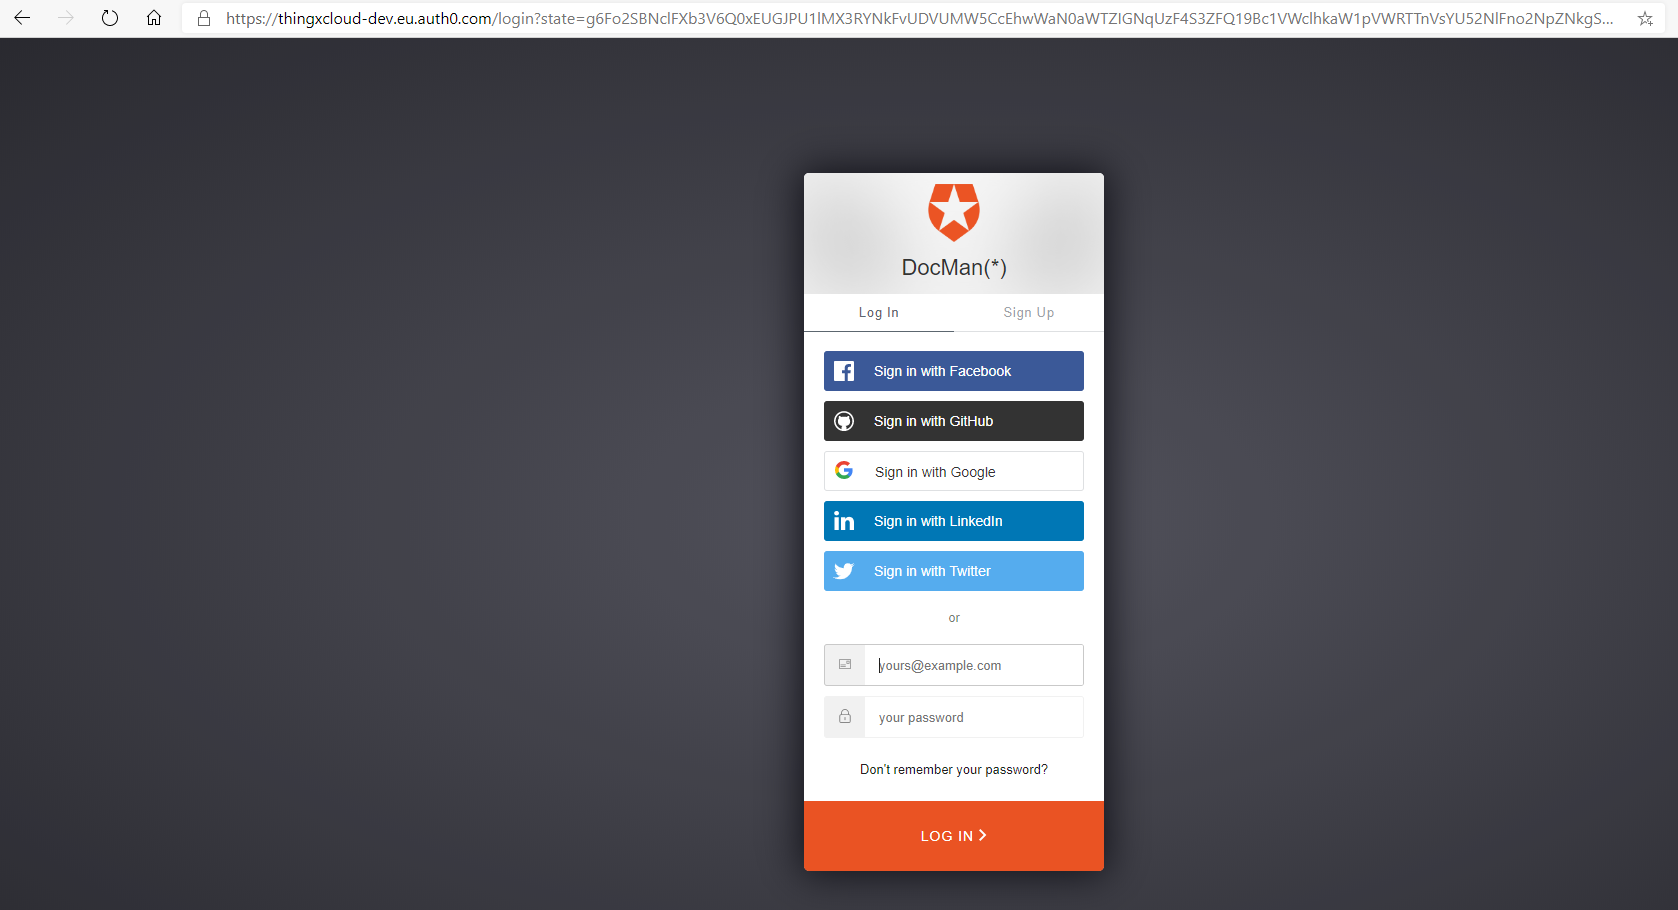 https://thingxcloud-dev.eu.auth0.com/login?state=g6Fo2SBNclFXb3V6Q0xEUGJPU1lMX3RYNkFvUDVUMW5CcEhwWaN0aWTZIGNqUzF4S3ZFQ19Bc1VWclhkaW1pVWRTTnVsYU52NlFno2NpZNkgS...
DocMan(*)
Log In Sign Up
Sign in with Facebook
Sign in with GitHub
Sign in with Google
Sign in with LinkedIn
Sign in with Twitter
or
yours@example.com
your password
Don't remember your password?
LOG IN